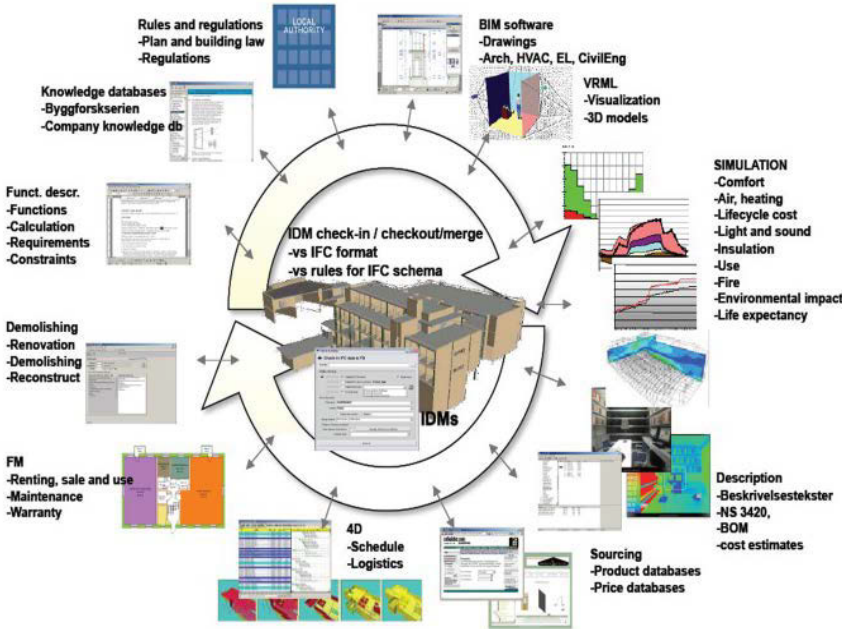 Rules and regulations
-Plan and building law
-Regulations
LOCAL
AUTHORITY
BIM software
-Drawings
-Arch, HVAC, EL, CivilEng
VRML
-Visualization
-3D models
Knowledge databases
-Byggforskserien
-Company knowledge db
SIMULATION
-Comfort
-Air, heating
-Lifecycle cost
-Light and sound
-Insulation
-Use
-Fire
-Environmental impact
-Life expectancy
Funct. descr.
-Functions
-Calculation
-Requirements
-Constraints
IDM check-in / checkout/merge
-vs IFC format
-vs rules for IFC schema
Demolishing
-Renovation
-Demolishing
-Reconstruct
IDMs
FM
-Renting, sale and use
-Maintenance
-Warranty
Description
-Beskrivelsestekster
-NS 3420,
-BOM
-cost estimates
4D
-Schedule
-Logistics
Sourcing
-Product databases
-Price databases